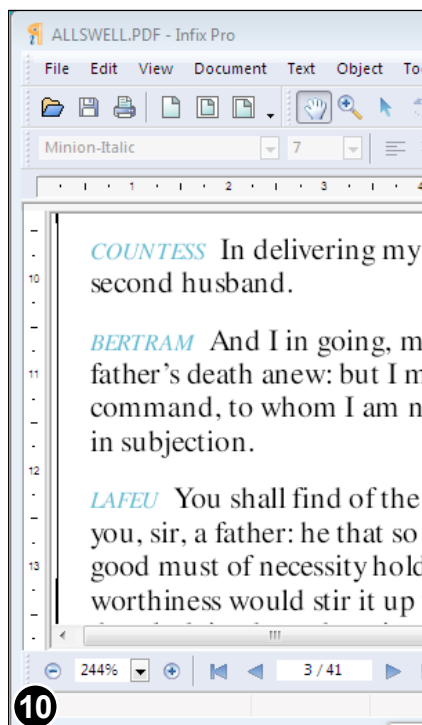 ALLSWELL.PDF - Infix Pro
File Edit View Document Text Object To
Minion-Italic 7
1 2 3 4
COUNTESS In delivering my
second husband.
10
BERTRAM And I in going, m
father's death anew: but I m
11
command, to whom I am n
in subjection.
12
LAFEU You shall find of the
you, sir, a father: he that so
good must of necessity hold
13
worthiness would stir it up
244% 3 / 41
10